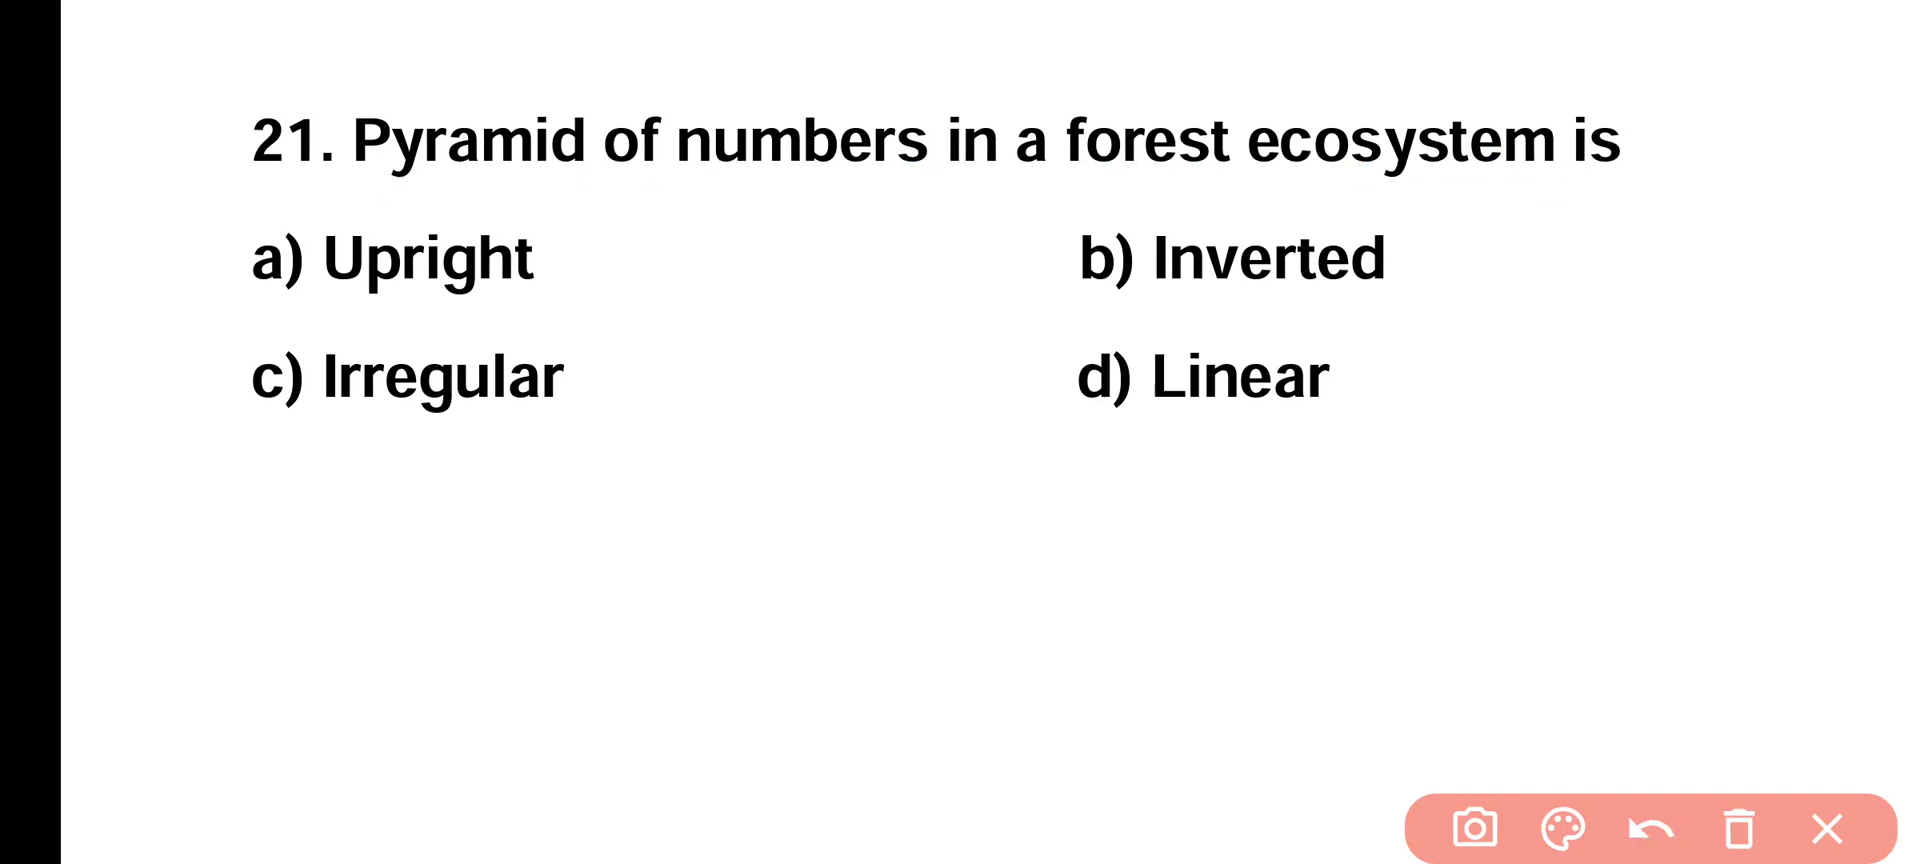 21. Pyramid of numbers in a forest ecosystem is
a) Upright b) Inverted
c) Irregular d) Linear